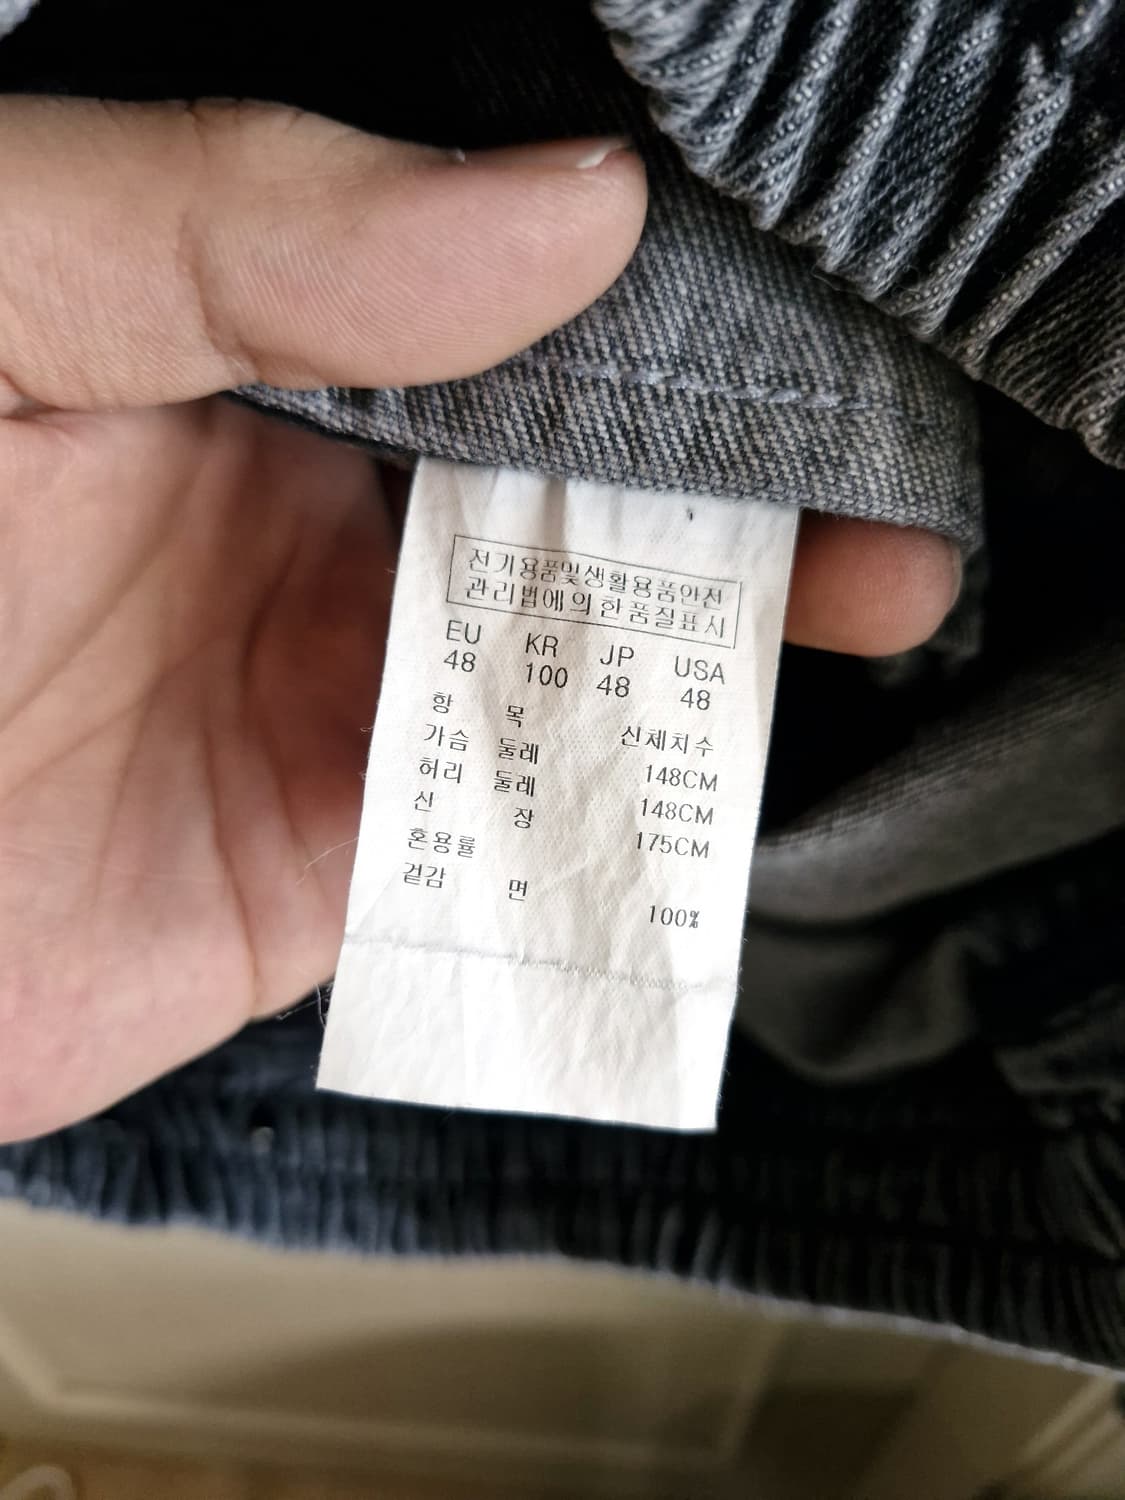 전기용품및생활용품안전
관리법에의한품질표시
EU KR JP USA
48 100 48 48
항 목 신체치수
가슴 둘레 148CM
허리 둘레 148CM
신 장 175CM
혼용률
겉감 면 100%